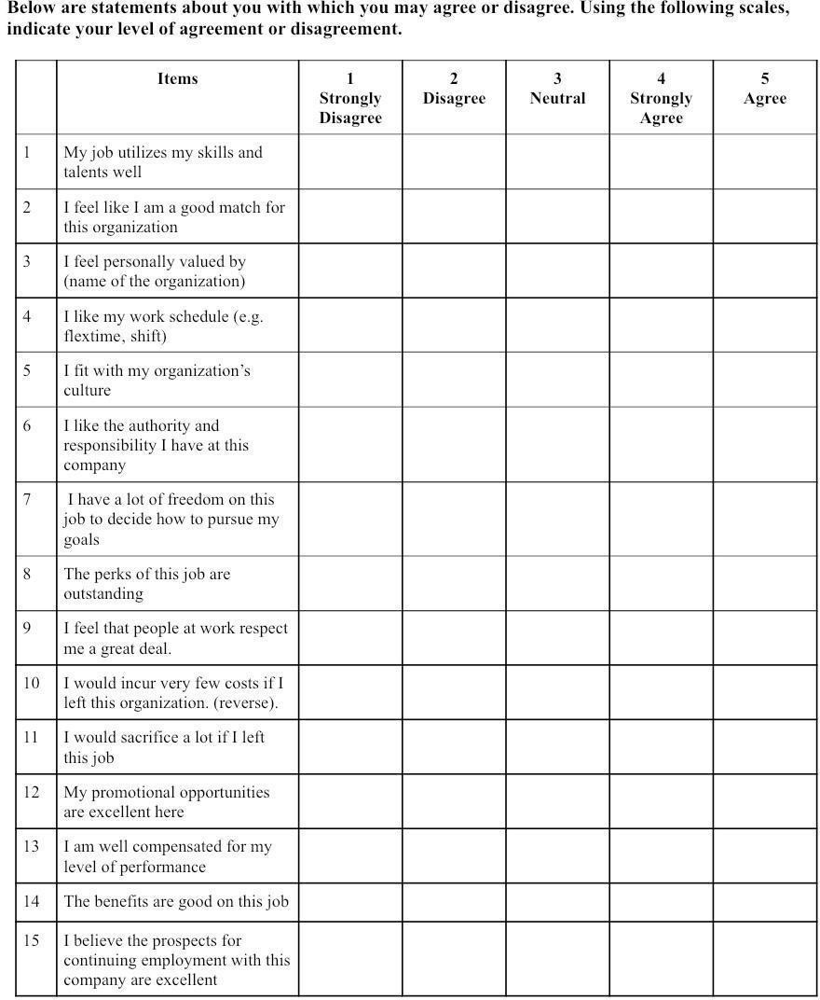 Below are statements about you with which you may agree or disagree. Using the following scales,
indicate your level of agreement or disagreement.
Items
1
Strongly
Disagree
2
Disagree
3
Neutral
4
Strongly
Agree
5
Agree
1
My job utilizes my skills and
talents well
2
I feel like I am a good match for
this organization
3
I feel personally valued by
(name of the organization)
4
I like my work schedule (e.g.
flextime, shift)
5
I fit with my organization’s
culture
6
I like the authority and
responsibility I have at this
company
7
I have a lot of freedom on this
job to decide how to pursue my
goals
8
The perks of this job are
outstanding
9
I feel that people at work respect
me a great deal.
10
I would incur very few costs if I
left this organization. (reverse).
11
I would sacrifice a lot if I left
this job
12
My promotional opportunities
are excellent here
13
I am well compensated for my
level of performance
14
The benefits are good on this job
15
I believe the prospects for
continuing employment with this
company are excellent